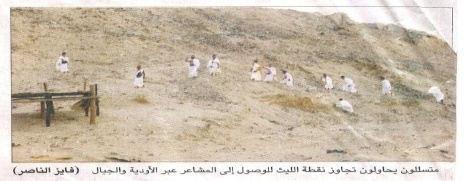 متسللون يحاولون تجاوز نقطة الليث للوصول إلى المشاعر عبر الأودية والجبال (فايز الناصر)